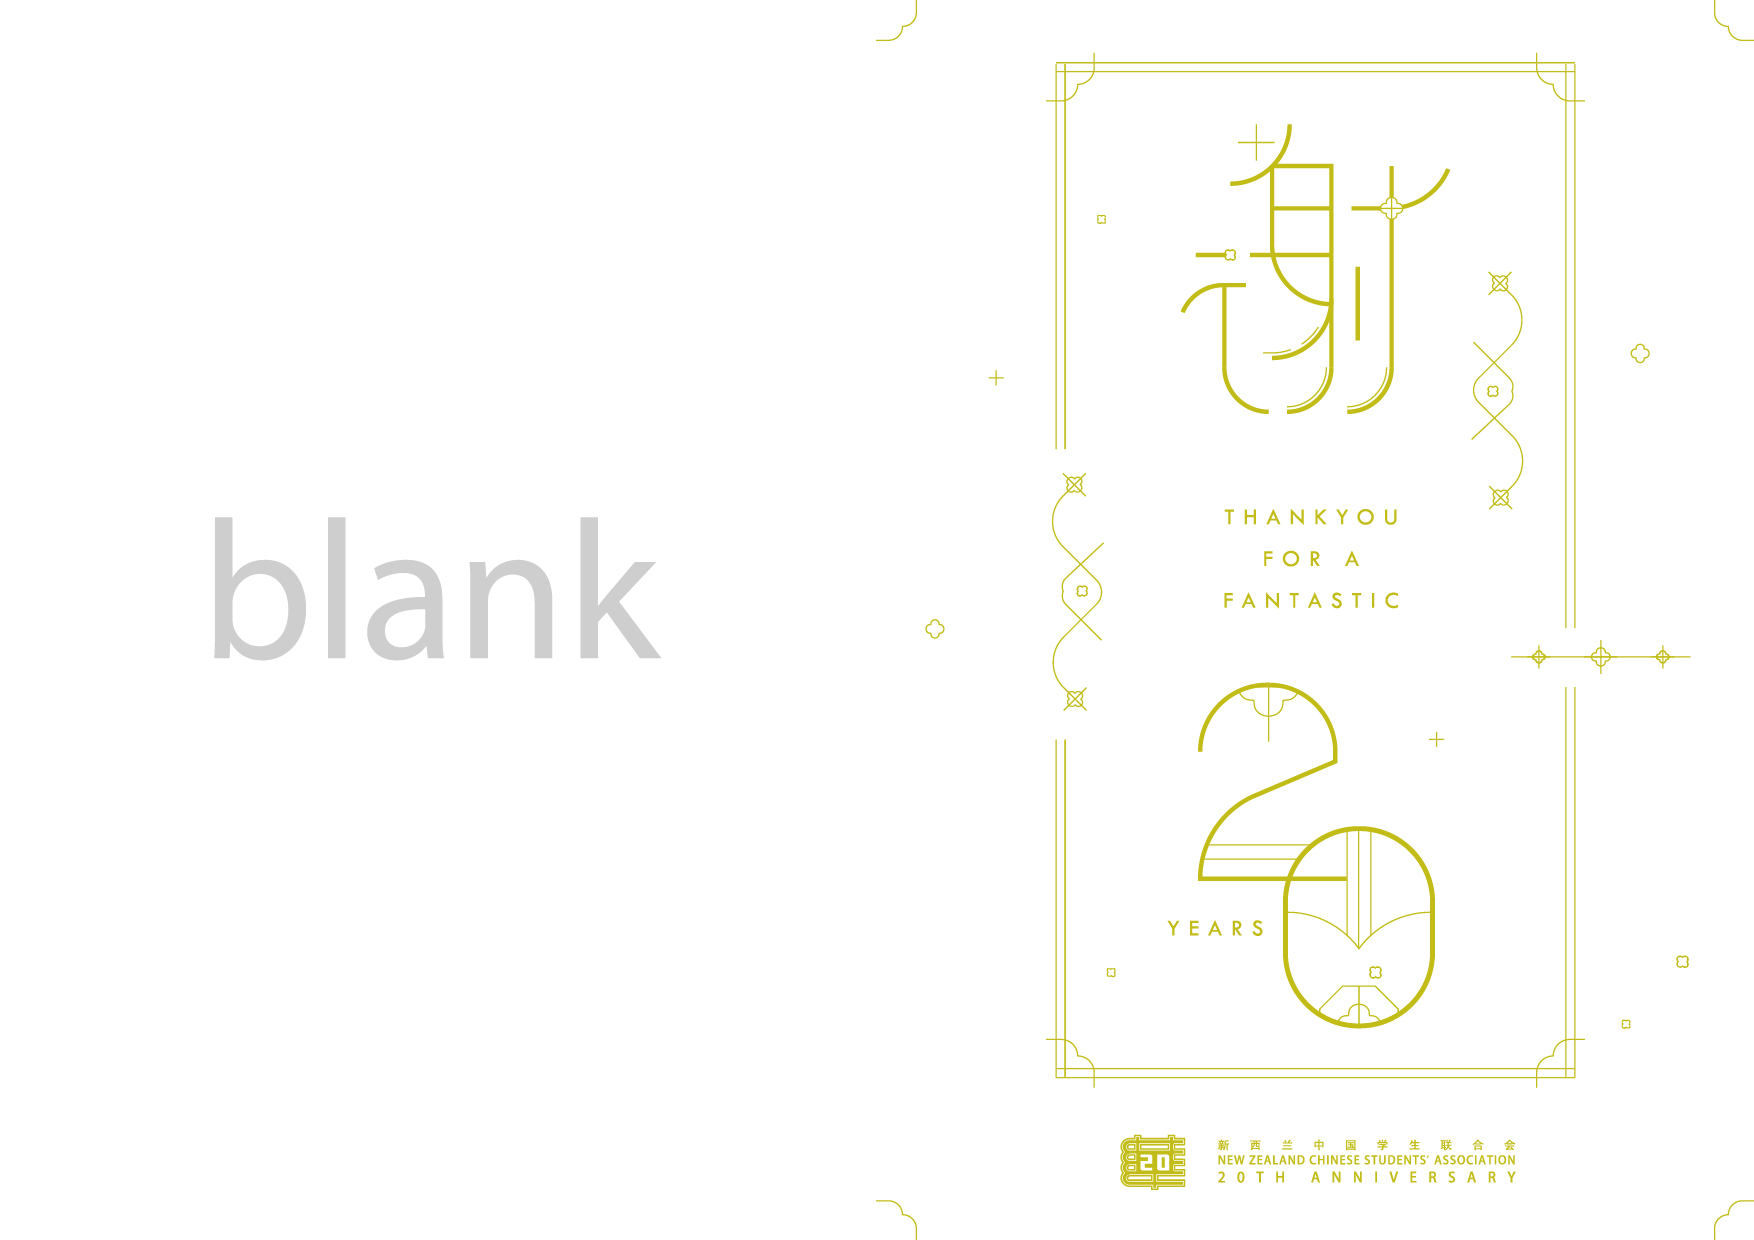 blank
谢
THANKYOU
FOR A
FANTASTIC
20
YEARS
20
新西兰中国学生联合会
NEW ZEALAND CHINESE STUDENTS' ASSOCIATION
20TH ANNIVERSARY